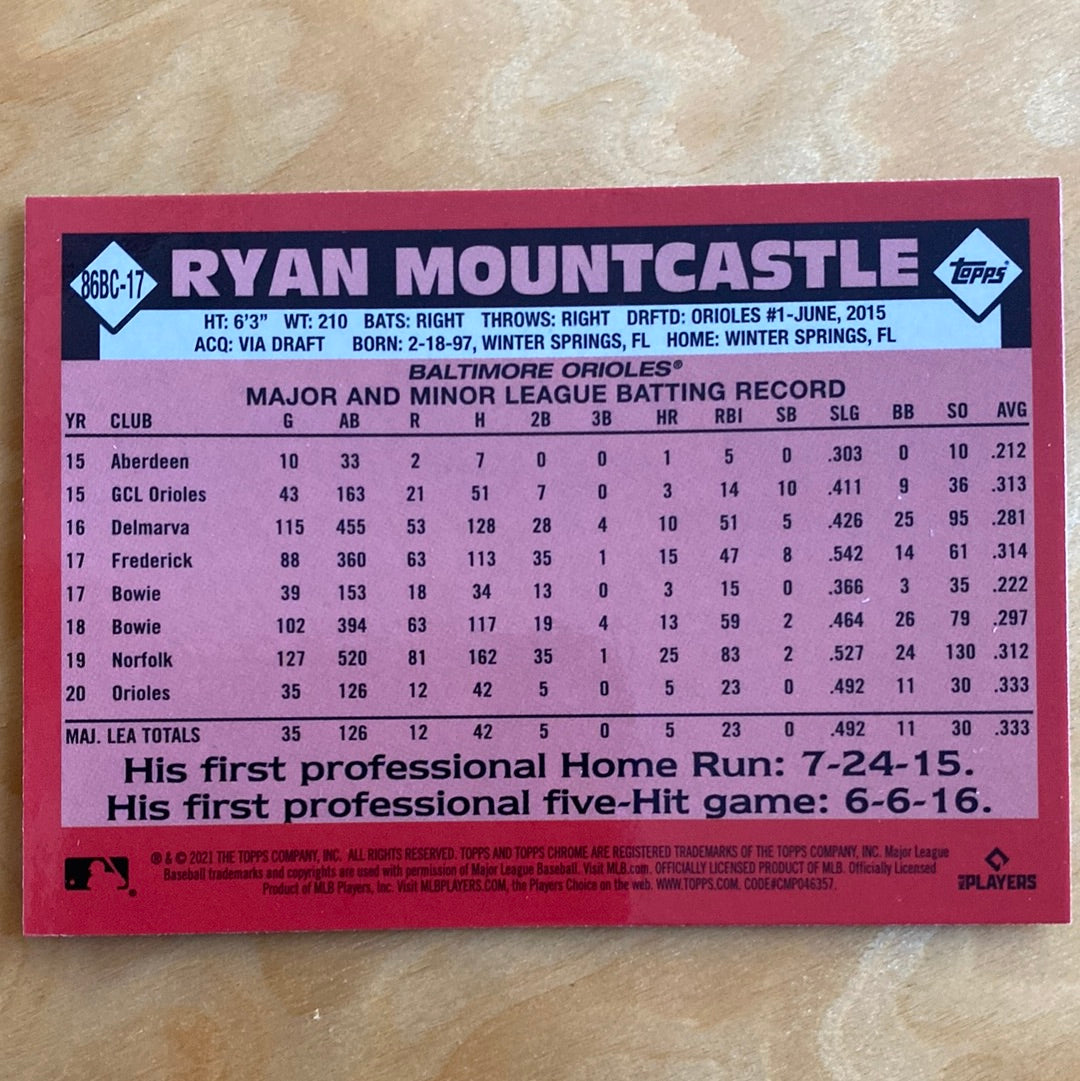 86BC-17 RYAN MOUNTCASTLE topps
HT: 6'3" WT: 210 BATS: RIGHT THROWS: RIGHT DRFTD: ORIOLES #1-JUNE, 2015
ACQ: VIA DRAFT BORN: 2-18-97, WINTER SPRINGS, FL HOME: WINTER SPRINGS, FL
BALTIMORE ORIOLES®
MAJOR AND MINOR LEAGUE BATTING RECORD
YR CLUB G AB R H 2B 3B HR RBI SB SLG BB SO AVG
15 Aberdeen 10 33 2 7 0 0 1 5 0 .303 0 10 .212
15 GCL Orioles 43 163 21 51 7 0 3 14 10 .411 9 36 .313
16 Delmarva 115 455 53 128 28 4 10 51 5 .426 25 95 .281
17 Frederick 88 360 63 113 35 1 15 47 8 .542 14 61 .314
17 Bowie 39 153 18 34 13 0 3 15 0 .366 3 35 .222
18 Bowie 102 394 63 117 19 4 13 59 2 .464 26 79 .297
19 Norfolk 127 520 81 162 35 1 25 83 2 .527 24 130 .312
20 Orioles 35 126 12 42 5 0 5 23 0 .492 11 30 .333
MAJ. LEA TOTALS 35 126 12 42 5 0 5 23 0 .492 11 30 .333
His first professional Home Run: 7-24-15.
His first professional five-Hit game: 6-6-16.
® & © 2021 THE TOPPS COMPANY, INC. ALL RIGHTS RESERVED. TOPPS AND TOPPS CHROME ARE REGISTERED TRADEMARKS OF THE TOPPS COMPANY, INC. Major League
Baseball trademarks and copyrights are used with permission of Major League Baseball. Visit MLB.com. OFFICIALLY LICENSED PRODUCT OF MLB. Officially Licensed
Product of MLB Players, Inc. Visit MLBPLAYERS.COM, the Players Choice on the web. WWW.TOPPS.COM. CODE#CMP046357.
MLB PLAYERS